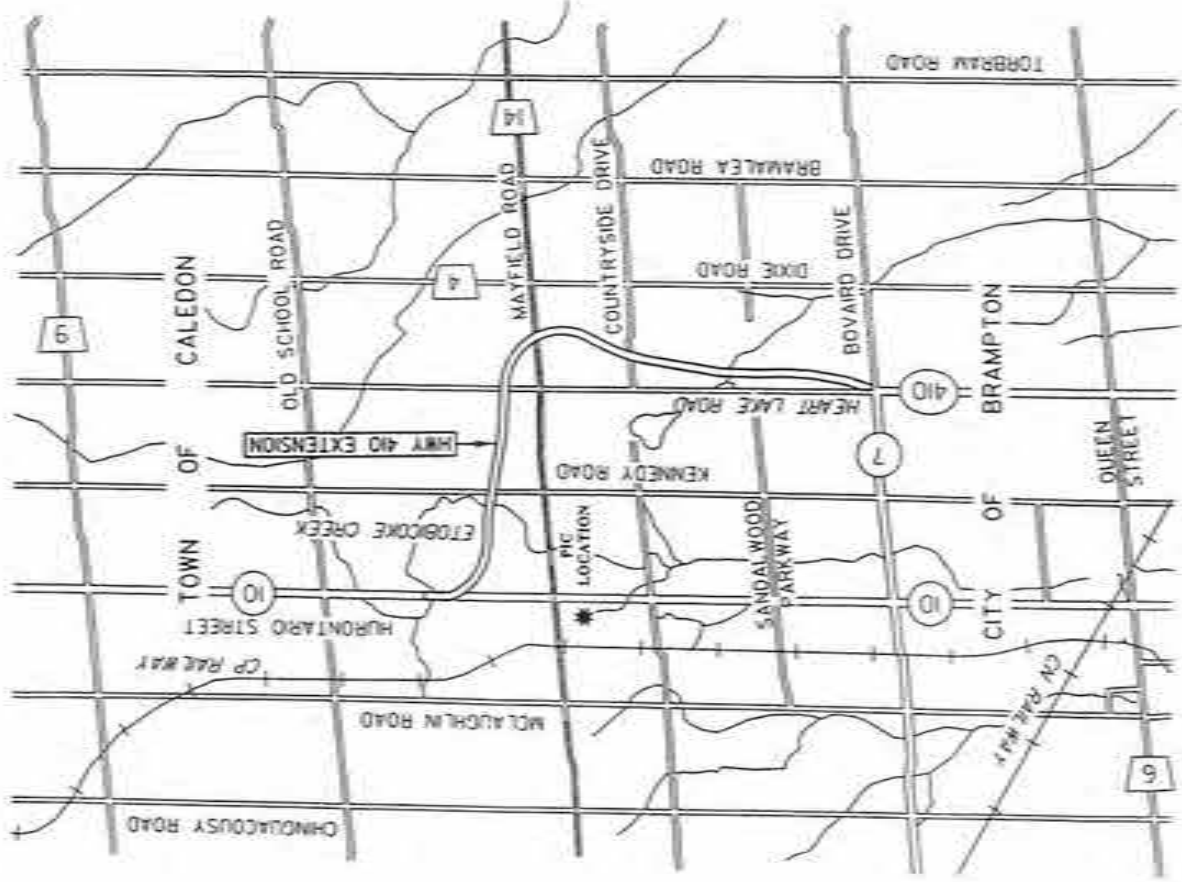 TORBRAM ROAD
14
BRAMALEA ROAD
DIXIE ROAD
4
9
TOWN OF CALEDON
OLD SCHOOL ROAD
MAYFIELD ROAD
COUNTRYSIDE DRIVE
BOVARD DRIVE
CITY OF BRAMPTON
410
HEART LAKE ROAD
HWY 410 EXTENSION
7
KENNEDY ROAD
QUEEN
STREET
ETOBICOKE CREEK
PIC
LOCATION
SANDALWOOD
PARKWAY
10
10
HURONTARIO STREET
CP RAILWAY
CN RAILWAY
MCLAUGHLIN ROAD
6
CHINGUACOUSY ROAD